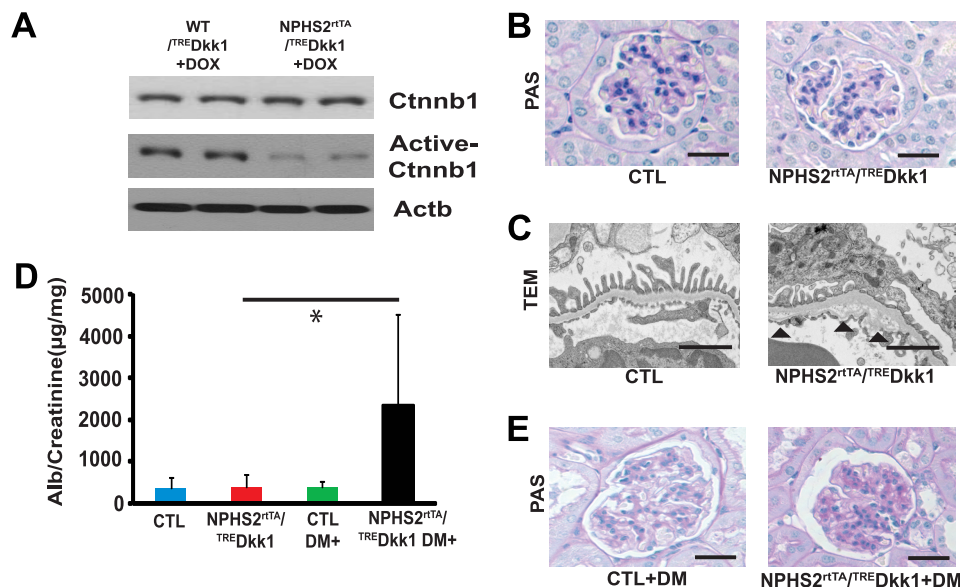 A
WT
/TREDkk1
+DOX
NPHS2rtTA
/TREDkk1
+DOX
Ctnnb1
Active-
Ctnnb1
Actb
B
PAS
CTL
NPHS2rtTA/TREDkk1
C
TEM
CTL
NPHS2rtTA/TREDkk1
D
Alb/Creatinine(μg/mg)
5000
4000
3000
2000
1000
0
*
CTL
NPHS2rtTA/
TREDkk1
CTL
DM+
NPHS2rtTA/
TREDkk1 DM+
E
PAS
CTL+DM
NPHS2rtTA/TREDkk1+DM